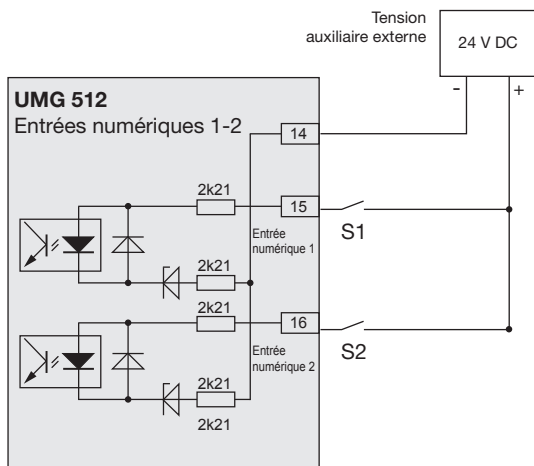 Tension
auxiliaire externe
24 V DC
- +
UMG 512
Entrées numériques 1-2
14
2k21
15
S1
Entrée
numérique 1
2k21
2k21
16
S2
Entrée
numérique 2
2k21
2k21